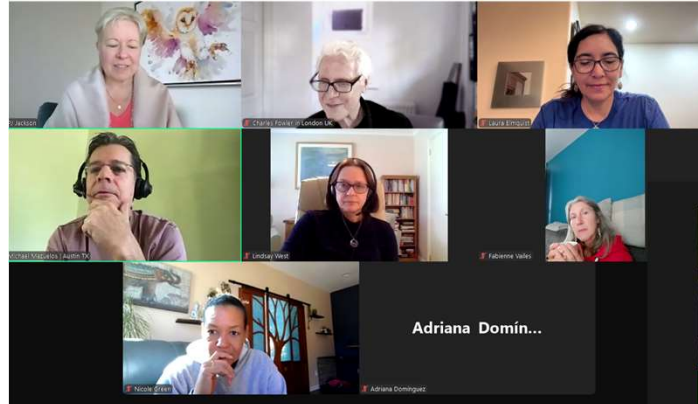 Jackson
Charles Fowler in London UK
Laura Elmquist
Michael Mazuelos | Austin TX
Lindsay West
Fabienne Valles
Adriana Domín...
Nicole Green
Adriana Domínguez